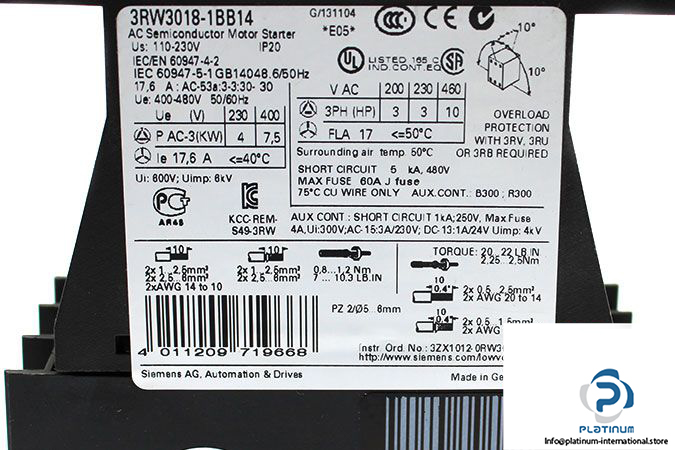 3RW3018-1BB14
AC Semiconductor Motor Starter
Us: 110-230V IP20
IEC/EN 60947-4-2
IEC 60947-5-1 GB14048.6/50Hz
17,6 A : AC-53a:3-3:30- 30
Ue: 400-480V 50/60Hz
Ue (V) 230 400
P AC-3(KW) 4 7,5
Ie 17,6 A <=40°C
Ui: 600V; Uimp: 6kV
G/131104
*E05*
CCC CE
UL LISTED 165 C
IND.CONT.EQ
10°
10°
V AC 200 230 460
3PH (HP) 3 3 10
FLA 17 <=50°C
OVERLOAD
PROTECTION
WITH 3RV, 3RU
OR 3RB REQUIRED
Surrounding air temp. 50°C
SHORT CIRCUIT 5 kA, 480V
MAX FUSE 60A J fuse
75°C CU WIRE ONLY AUX.CONT.: B300 ; R300
AUX CONT : SHORT CIRCUIT 1kA; 250V, Max Fuse
4A,Ui:300V; AC-15:3A/230V; DC-13:1A/24V Uimp: 4kV
PCT
KCC-REM-
S49-3RW
10
2x 1...2,5mm²
2x 2,5...6mm²
2xAWG 14 to 10
10
2x 1...2,5mm²
2x 2,5...6mm²
0,8...1,2 Nm
7 ... 10.3 LB.IN
PZ 2/Ø5...6mm
TORQUE: 20...22 LB.IN
2,25...2,5Nm
10
0.4"
2x 0,5...2,5mm²
2x AWG 20 to 14
10
0.4"
2x 0,5...1,5mm²
2x AWG
4 011209 719668
Instr. Ord. No.: 3ZX1012-0RW3
http://www.siemens.com/lowvo
Siemens AG, Automation & Drives
Made in Ge
PLATINUM
Info@platinum-international.store